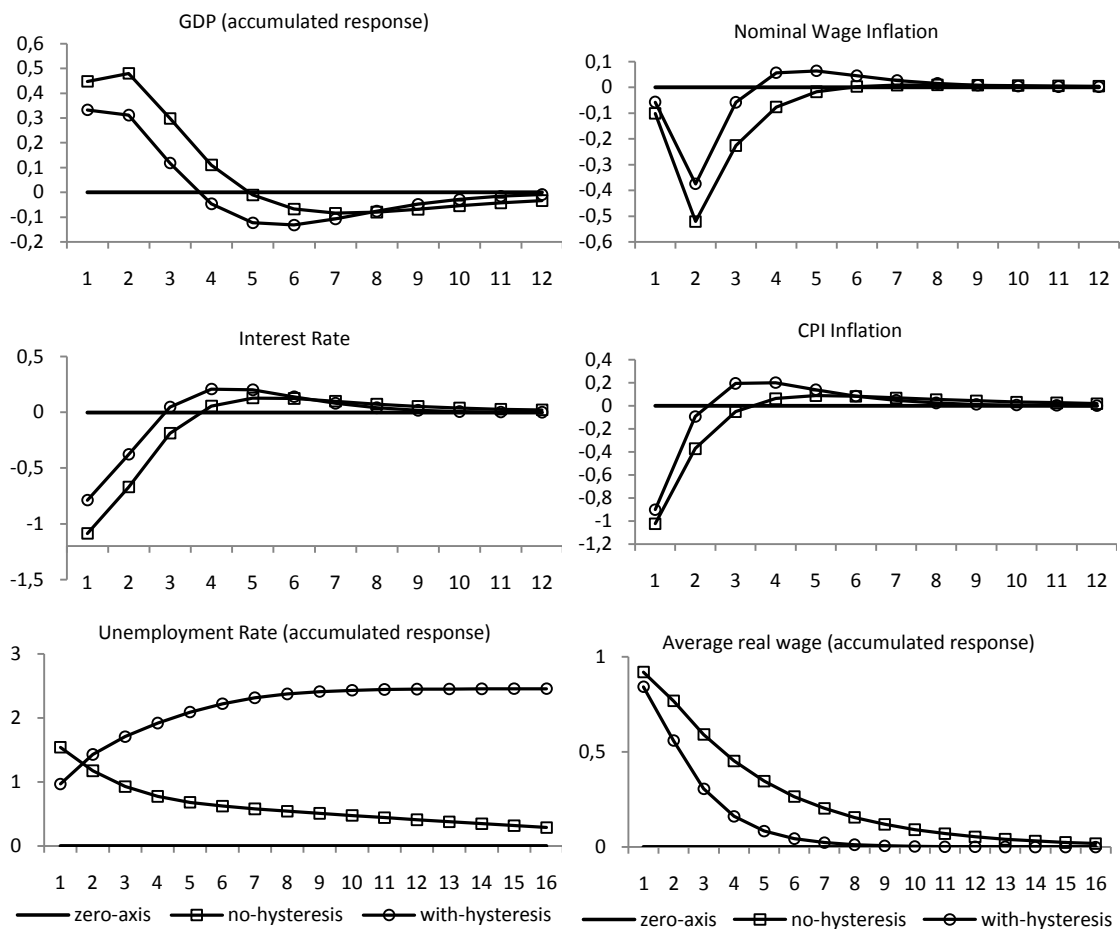 GDP (accumulated response)
0,6
0,5
0,4
0,3
0,2
0,1
0
-0,1
-0,2
1 2 3 4 5 6 7 8 9 10 11 12
Nominal Wage Inflation
0,1
0
-0,1
-0,2
-0,3
-0,4
-0,5
-0,6
1 2 3 4 5 6 7 8 9 10 11 12
Interest Rate
0,5
0
-0,5
-1
-1,5
1 2 3 4 5 6 7 8 9 10 11 12
CPI Inflation
0,4
0,2
0
-0,2
-0,4
-0,6
-0,8
-1
-1,2
1 2 3 4 5 6 7 8 9 10 11 12
Unemployment Rate (accumulated response)
3
2
1
0
1 2 3 4 5 6 7 8 9 10 11 12 13 14 15 16
zero-axis no-hysteresis with-hysteresis
Average real wage (accumulated response)
1
0,5
0
1 2 3 4 5 6 7 8 9 10 11 12 13 14 15 16
zero-axis no-hysteresis with-hysteresis